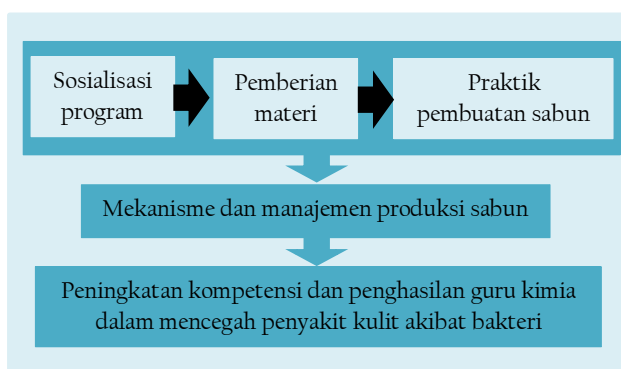 Sosialisasi
program
Pemberian
materi
Praktik
pembuatan sabun
Mekanisme dan manajemen produksi sabun
Peningkatan kompetensi dan penghasilan guru kimia
dalam mencegah penyakit kulit akibat bakteri